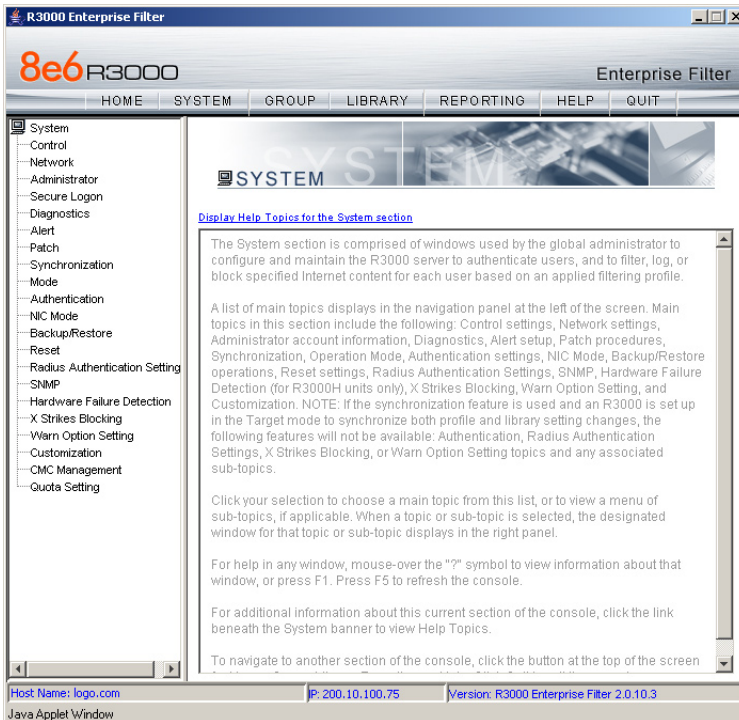 R3000 Enterprise Filter
8e6 R3000
Enterprise Filter
HOME SYSTEM GROUP LIBRARY REPORTING HELP QUIT
System
Control
Network
Administrator
Secure Logon
Diagnostics
Alert
Patch
Synchronization
Mode
Authentication
NIC Mode
Backup/Restore
Reset
Radius Authentication Setting
SNMP
Hardware Failure Detection
X Strikes Blocking
Warn Option Setting
Customization
CMC Management
Quota Setting
SYSTEM
SYSTEM
Display Help Topics for the System section
The System section is comprised of windows used by the global administrator to
configure and maintain the R3000 server to authenticate users, and to filter, log, or
block specified Internet content for each user based on an applied filtering profile.
A list of main topics displays in the navigation panel at the left of the screen. Main
topics in this section include the following: Control settings, Network settings,
Administrator account information, Diagnostics, Alert setup, Patch procedures,
Synchronization, Operation Mode, Authentication settings, NIC Mode, Backup/Restore
operations, Reset settings, Radius Authentication Settings, SNMP, Hardware Failure
Detection (for R3000H units only), X Strikes Blocking, Warn Option Setting, and
Customization. NOTE: If the synchronization feature is used and an R3000 is set up
in the Target mode to synchronize both profile and library setting changes, the
following features will not be available: Authentication, Radius Authentication
Settings, X Strikes Blocking, or Warn Option Setting topics and any associated
sub-topics.
Click your selection to choose a main topic from this list, or to view a menu of
sub-topics, if applicable. When a topic or sub-topic is selected, the designated
window for that topic or sub-topic displays in the right panel.
For help in any window, mouse-over the "?" symbol to view information about that
window, or press F1. Press F5 to refresh the console.
For additional information about this current section of the console, click the link
beneath the System banner to view Help Topics.
To navigate to another section of the console, click the button at the top of the screen
Host Name: logo.com
IP: 200.10.100.75
Version: R3000 Enterprise Filter 2.0.10.3
Java Applet Window